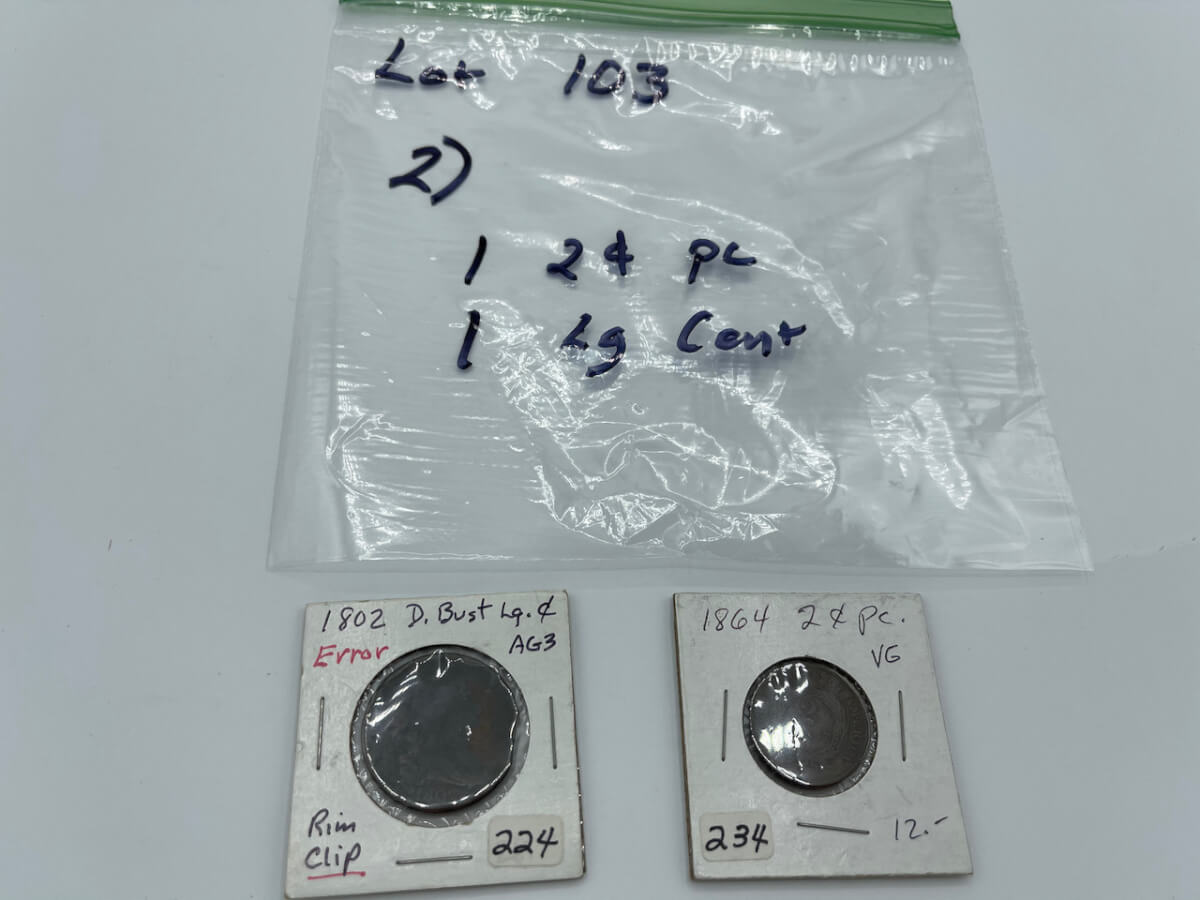 Lot 103
2)
1 2¢ pc
1 Lg Cent
1802 D. Bust Lg. ¢
Error AG3
Rim
Clip
224
1864 2¢ pc.
VG
234
12.-